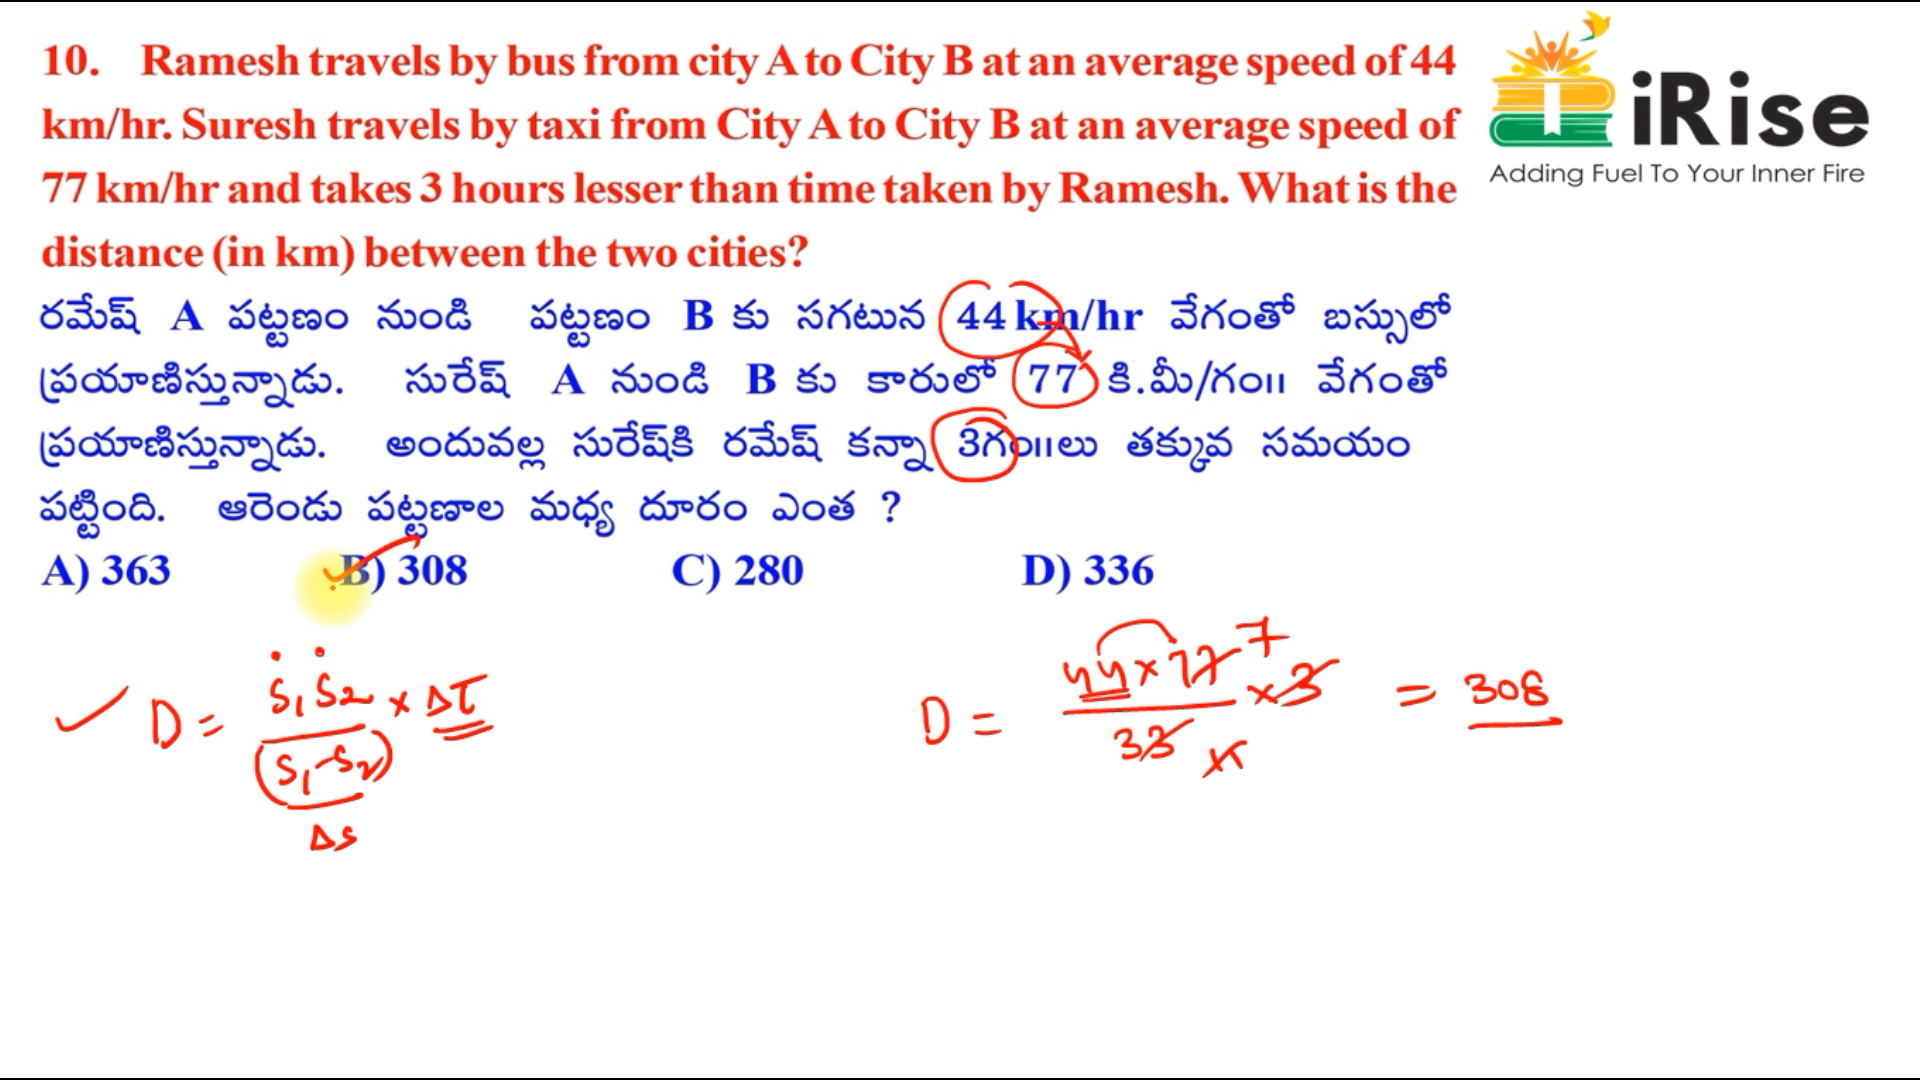 10. Ramesh travels by bus from city A to City B at an average speed of 44
km/hr. Suresh travels by taxi from City A to City B at an average speed of
77 km/hr and takes 3 hours lesser than time taken by Ramesh. What is the
distance (in km) between the two cities?
iRise
Adding Fuel To Your Inner Fire
రమేష్ A పట్టణం నుండి పట్టణం B కు సగటున 44 km/hr వేగంతో బస్సులో
ప్రయాణిస్తున్నాడు. సురేష్ A నుండి B కు కారులో 77 కి.మీ/గం॥ వేగంతో
ప్రయాణిస్తున్నాడు. అందువల్ల సురేష్‌కి రమేష్ కన్నా 3గం॥లు తక్కువ సమయం
పట్టింది. ఆరెండు పట్టణాల మధ్య దూరం ఎంత ?
A) 363 B) 308 C) 280 D) 336
D = S₁S₂ × ΔT
(S₁-S₂)
ΔS
D = 44×77 7 ×3 = 308
33